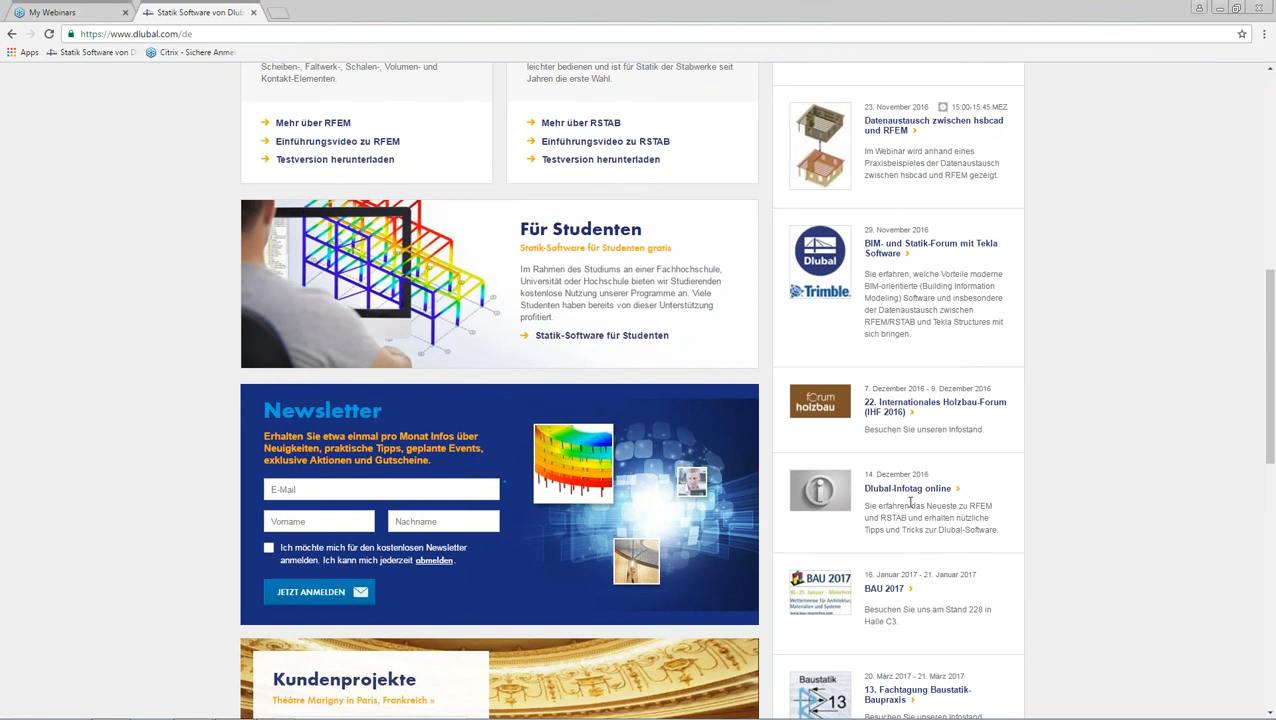 My Webinars
Statik Software von Dlub
https://www.dlubal.com/de
Apps
Statik Software von D
Citrix - Sichere Anme
Scheiben-, Faltwerk-, Schalen-, Volumen- und
Kontakt-Elementen.
Mehr über RFEM
Einführungsvideo zu RFEM
Testversion herunterladen
leichter bedienen und ist für Statik der Stabwerke seit
Jahren die erste Wahl.
Mehr über RSTAB
Einführungsvideo zu RSTAB
Testversion herunterladen
Für Studenten
Statik-Software für Studenten gratis
Im Rahmen des Studiums an einer Fachhochschule,
Universität oder Hochschule bieten wir Studierenden
kostenlose Nutzung unserer Programme an. Viele
Studenten haben bereits von dieser Unterstützung
profitiert.
Statik-Software für Studenten
Newsletter
Erhalten Sie etwa einmal pro Monat Infos über
Neuigkeiten, praktische Tipps, geplante Events,
exklusive Aktionen und Gutscheine.
E-Mail
*
Vorname
Nachname
Ich möchte mich für den kostenlosen Newsletter
anmelden. Ich kann mich jederzeit abmelden.
JETZT ANMELDEN
Kundenprojekte
Théâtre Marigny in Paris, Frankreich »
23. November 2016 15:00-15:45 MEZ
Datenaustausch zwischen hsbcad
und RFEM
Im Webinar wird anhand eines
Praxisbeispieles der Datenaustausch
zwischen hsbcad und RFEM gezeigt.
Dlubal
Trimble
29. November 2016
BIM- und Statik-Forum mit Tekla
Software
Sie erfahren, welche Vorteile moderne
BIM-orientierte (Building Information
Modeling) Software und insbesondere
der Datenaustausch zwischen
RFEM/RSTAB und Tekla Structures mit
sich bringen.
forum
holzbau
7. Dezember 2016 - 9. Dezember 2016
22. Internationales Holzbau-Forum
(IHF 2016)
Besuchen Sie unseren Infostand.
i
14. Dezember 2016
Dlubal-Infotag online
Sie erfahren das Neueste zu RFEM
und RSTAB und erhalten nützliche
Tipps und Tricks zur Dlubal-Software.
BAU 2017
16. Januar 2017 - 21. Januar 2017
BAU 2017
Besuchen Sie uns am Stand 228 in
Halle C3.
Baustatik
13
20. März 2017 - 21. März 2017
13. Fachtagung Baustatik-
Baupraxis
Besuchen Sie unseren Infostand